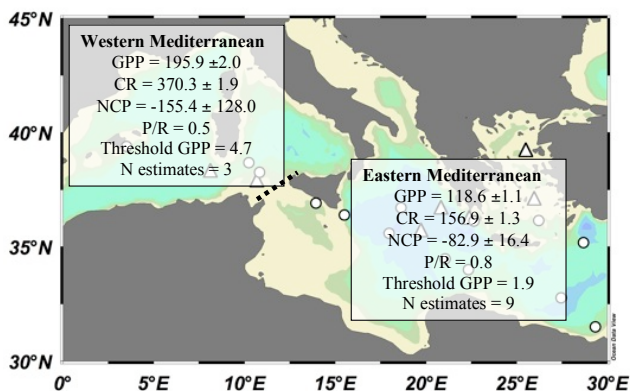 45°N
Western Mediterranean
GPP = 195.9 ±2.0
CR = 370.3 ± 1.9
NCP = -155.4 ± 128.0
P/R = 0.5
Threshold GPP = 4.7
N estimates = 3
40°N
Eastern Mediterranean
GPP = 118.6 ±1.1
CR = 156.9 ± 1.3
NCP = -82.9 ± 16.4
P/R = 0.8
Threshold GPP = 1.9
N estimates = 9
35°N
30°N
0°
5°E
10°E
15°E
20°E
25°E
30°E
Ocean Data View